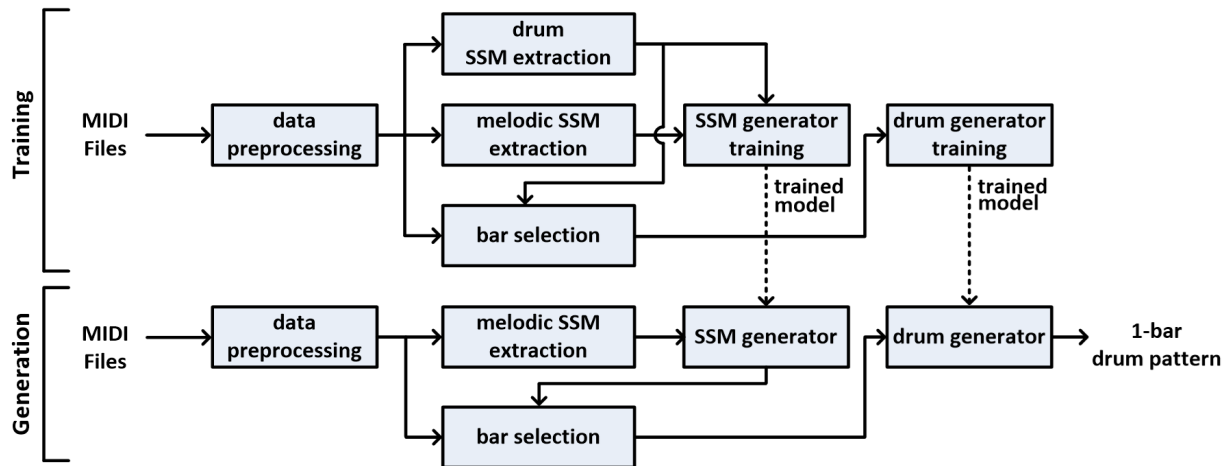 Training
MIDI
Files
data
preprocessing
drum
SSM extraction
melodic SSM
extraction
bar selection
SSM generator
training
drum generator
training
trained
model
trained
model
Generation
MIDI
Files
data
preprocessing
melodic SSM
extraction
bar selection
SSM generator
drum generator
1-bar
drum pattern